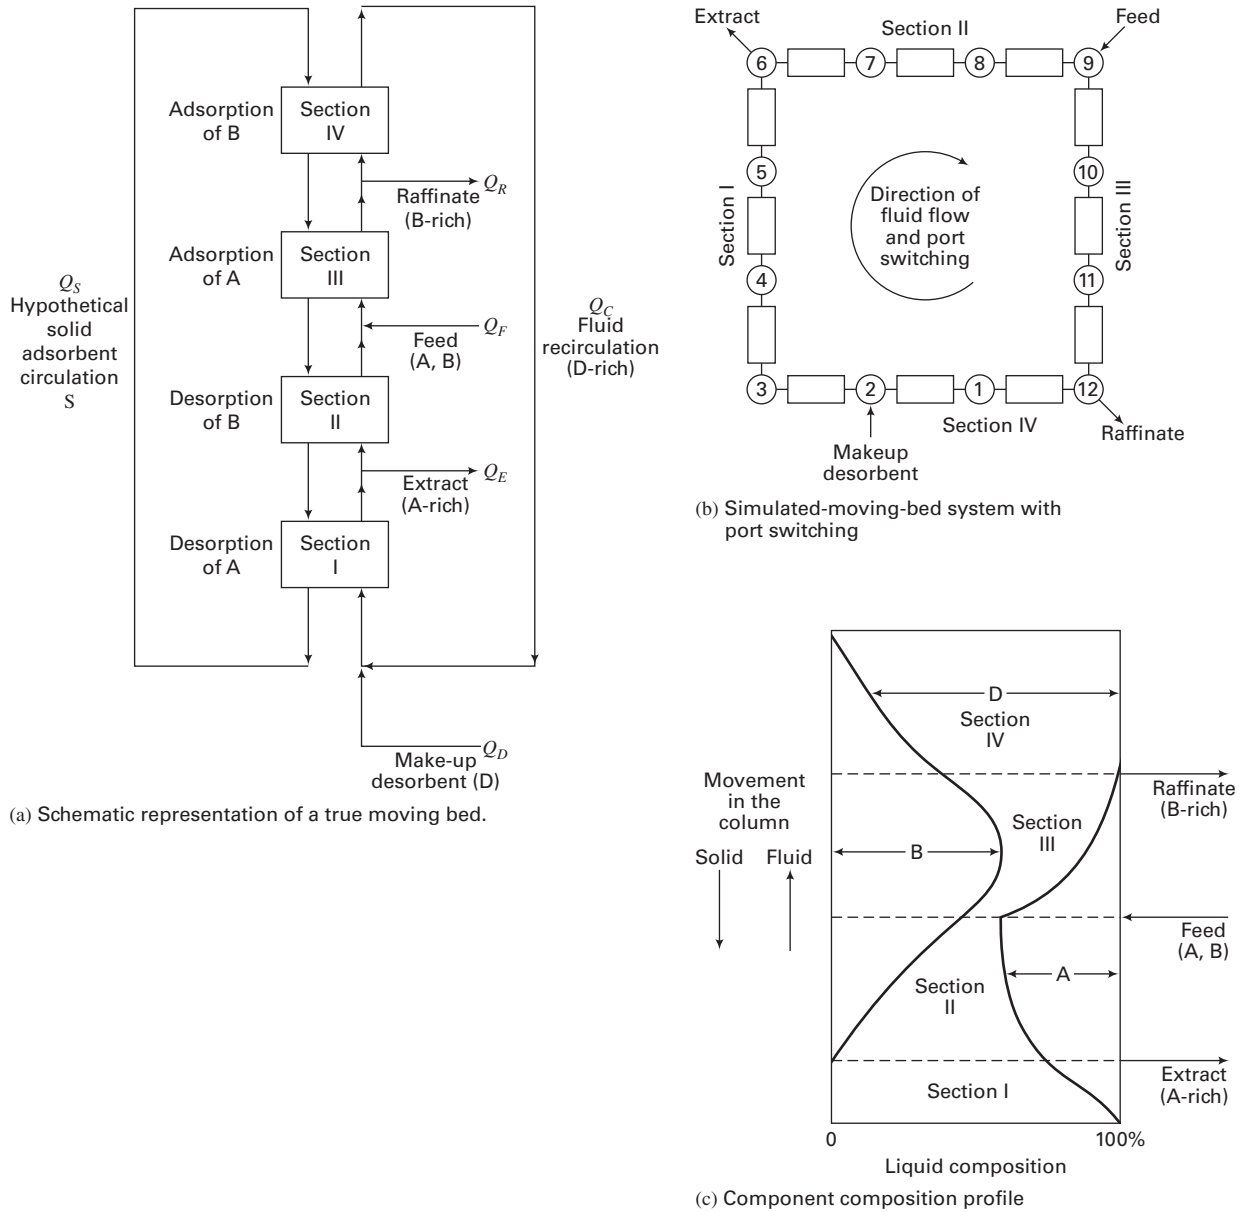 Adsorption
of B
Section
IV
Raffinate
(B-rich)
Q_R
Adsorption
of A
Section
III
Q_S
Hypothetical
solid
adsorbent
circulation
S
Feed
(A, B)
Q_F
Q_C
Fluid
recirculation
(D-rich)
Desorption
of B
Section
II
Extract
(A-rich)
Q_E
Desorption
of A
Section
I
Make-up
desorbent (D)
Q_D
(a) Schematic representation of a true moving bed.
Extract
Section II
Feed
6
7
8
9
5
10
Section I
Direction of
fluid flow
and port
switching
Section III
4
11
3
2
1
12
Section IV
Makeup
desorbent
Raffinate
(b) Simulated-moving-bed system with
port switching
D
Section
IV
Movement
in the
column
Solid
Fluid
Raffinate
(B-rich)
Section
III
B
Feed
(A, B)
A
Section
II
Extract
(A-rich)
Section I
0
100%
Liquid composition
(c) Component composition profile